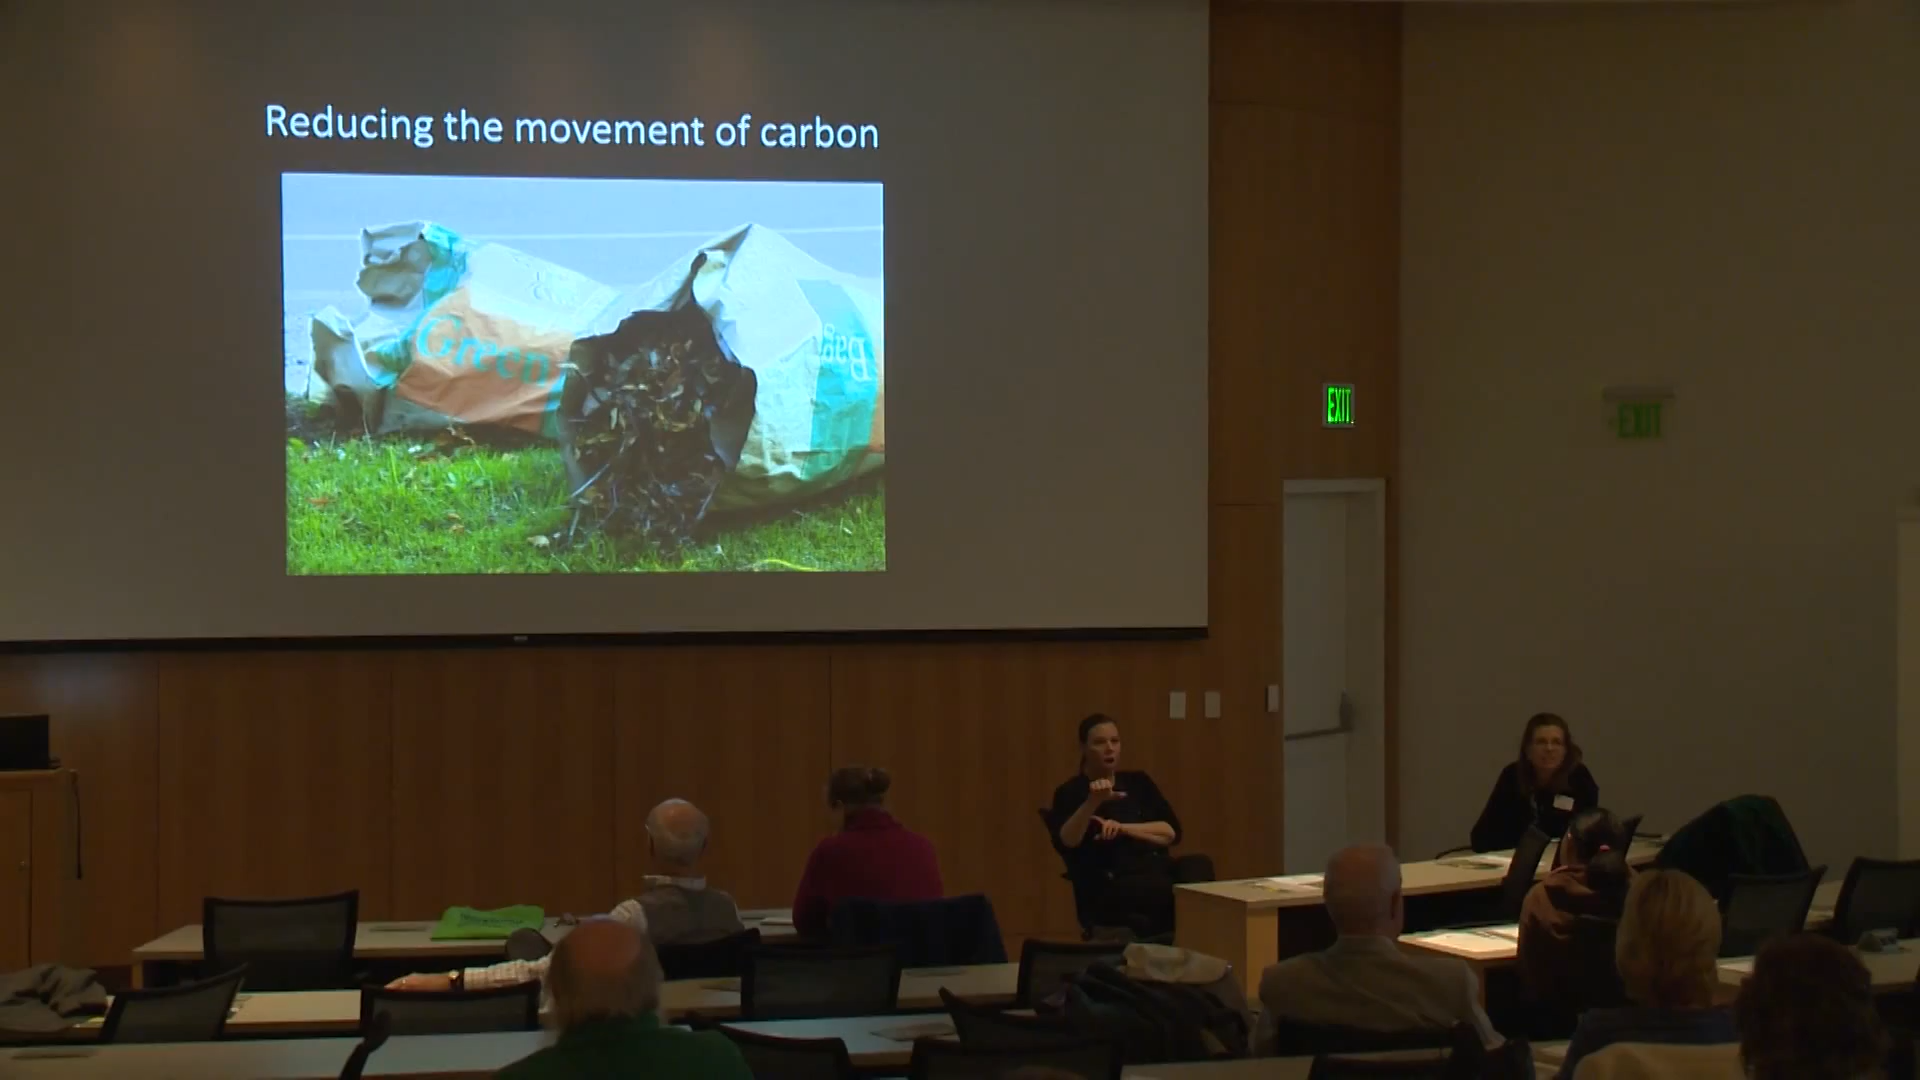 Reducing the movement of carbon
Green
Bag
EXIT
EXIT